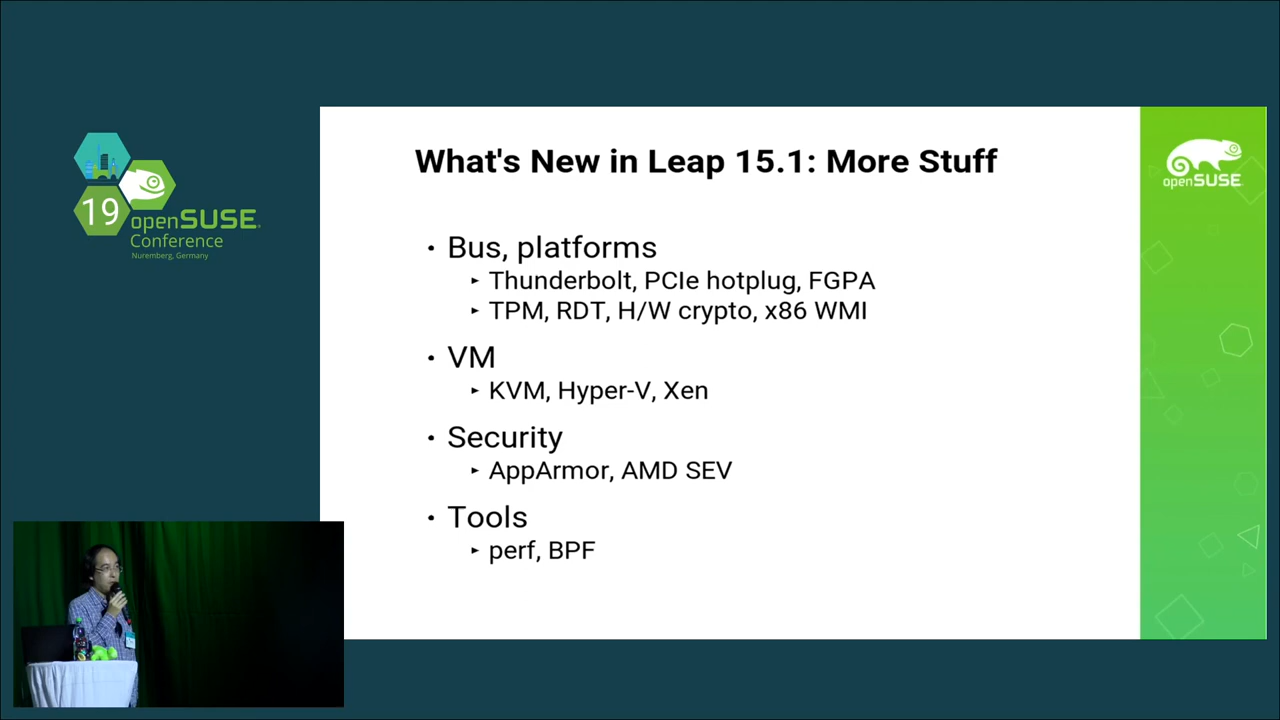 19
openSUSE
Conference
Nuremberg, Germany
What's New in Leap 15.1: More Stuff
openSUSE
• Bus, platforms
‣ Thunderbolt, PCIe hotplug, FGPA
‣ TPM, RDT, H/W crypto, x86 WMI
• VM
‣ KVM, Hyper-V, Xen
• Security
‣ AppArmor, AMD SEV
• Tools
‣ perf, BPF